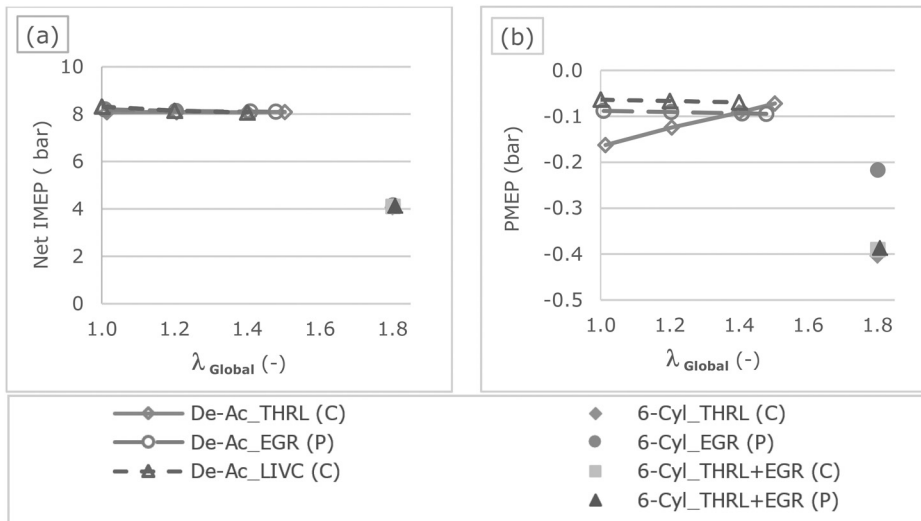 (a)
10
8
6
4
2
0
Net IMEP ( bar)
1.0 1.2 1.4 1.6 1.8
λ Global (-)
(b)
0.0
-0.1
-0.2
-0.3
-0.4
-0.5
PMEP (bar)
1.0 1.2 1.4 1.6 1.8
λ Global (-)
De-Ac_THRL (C)
De-Ac_EGR (P)
De-Ac_LIVC (C)
6-Cyl_THRL (C)
6-Cyl_EGR (P)
6-Cyl_THRL+EGR (C)
6-Cyl_THRL+EGR (P)